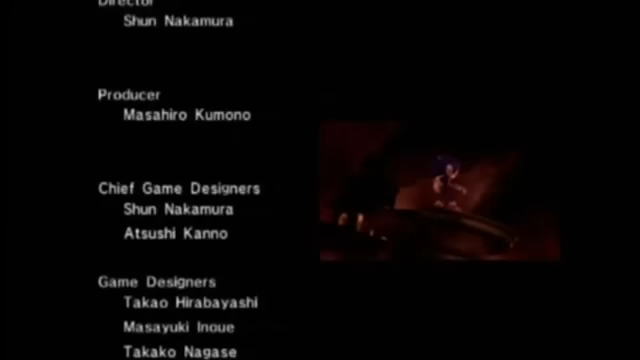 Director
Shun Nakamura
Producer
Masahiro Kumono
Chief Game Designers
Shun Nakamura
Atsushi Kanno
Game Designers
Takao Hirabayashi
Masayuki Inoue
Takako Nagase